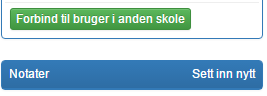 Forbind til bruger i anden skole
Notater Sett inn nytt